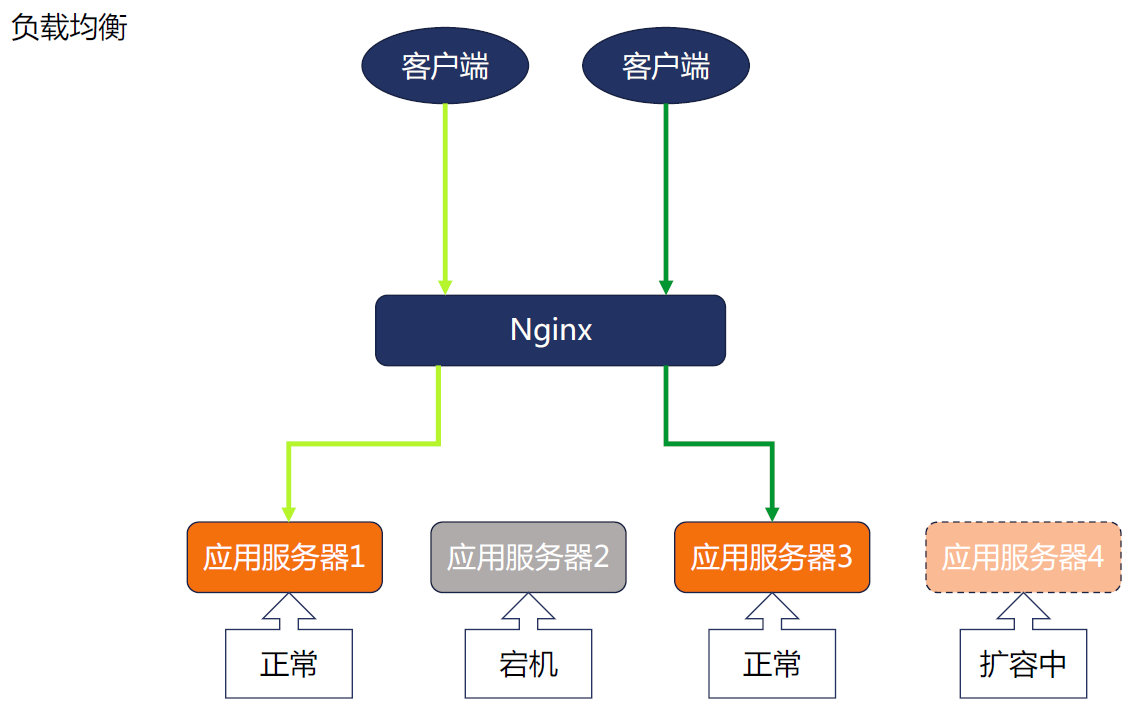 负载均衡
客户端
客户端
Nginx
应用服务器1
应用服务器2
应用服务器3
应用服务器4
正常
宕机
正常
扩容中